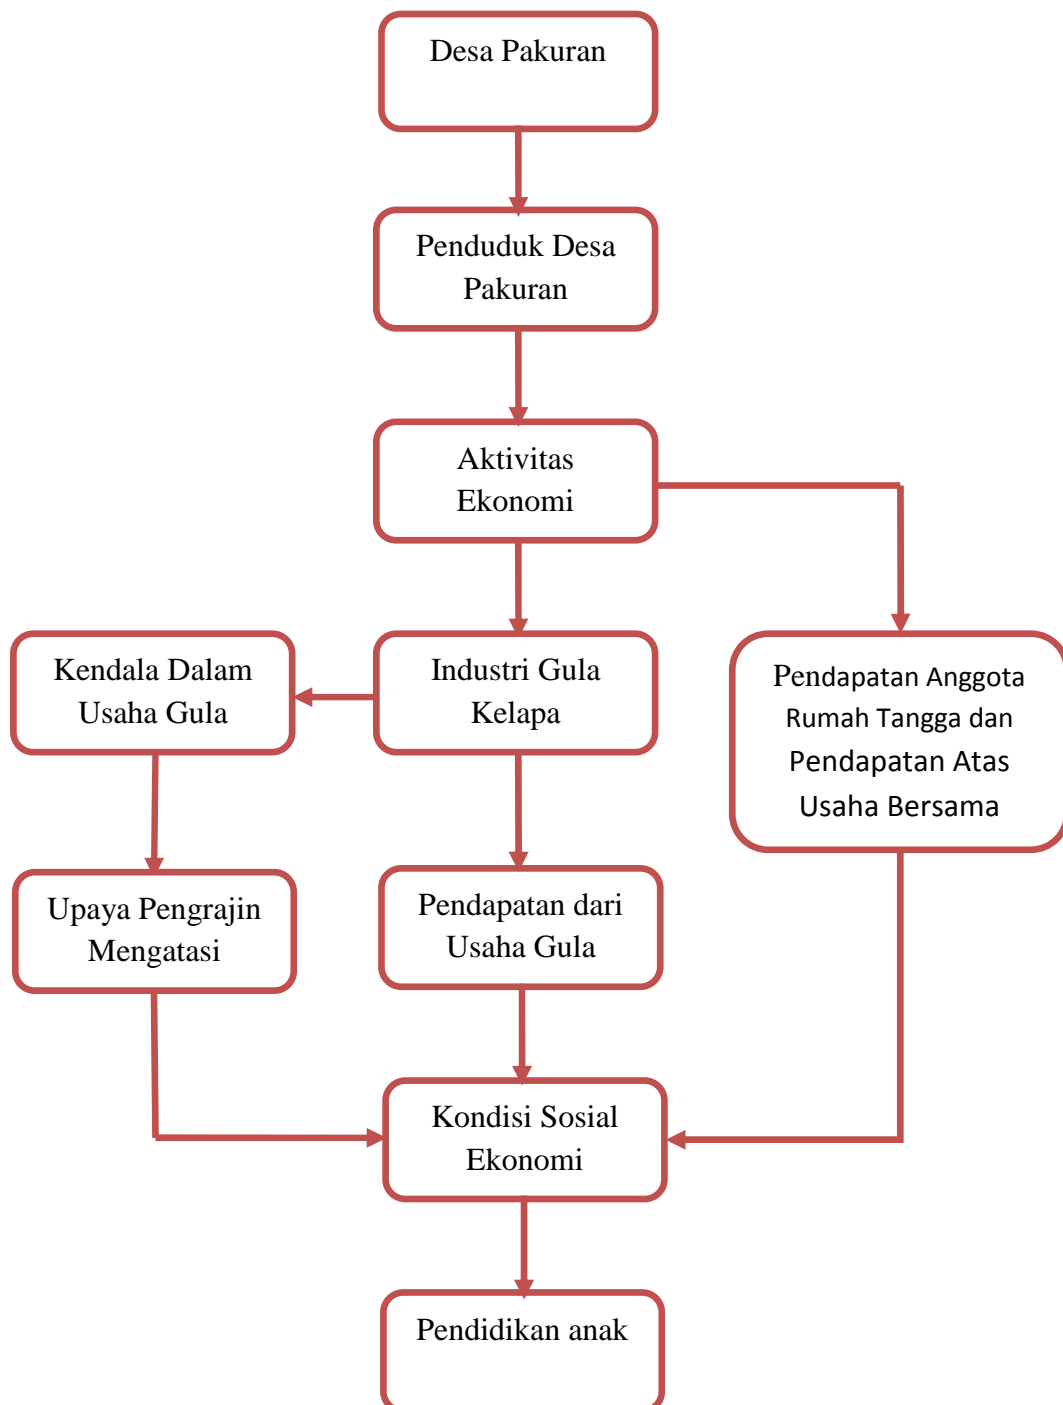 Desa Pakuran
Penduduk Desa
Pakuran
Aktivitas
Ekonomi
Kendala Dalam
Usaha Gula
Industri Gula
Kelapa
Pendapatan Anggota
Rumah Tangga dan
Pendapatan Atas
Usaha Bersama
Upaya Pengrajin
Mengatasi
Pendapatan dari
Usaha Gula
Kondisi Sosial
Ekonomi
Pendidikan anak